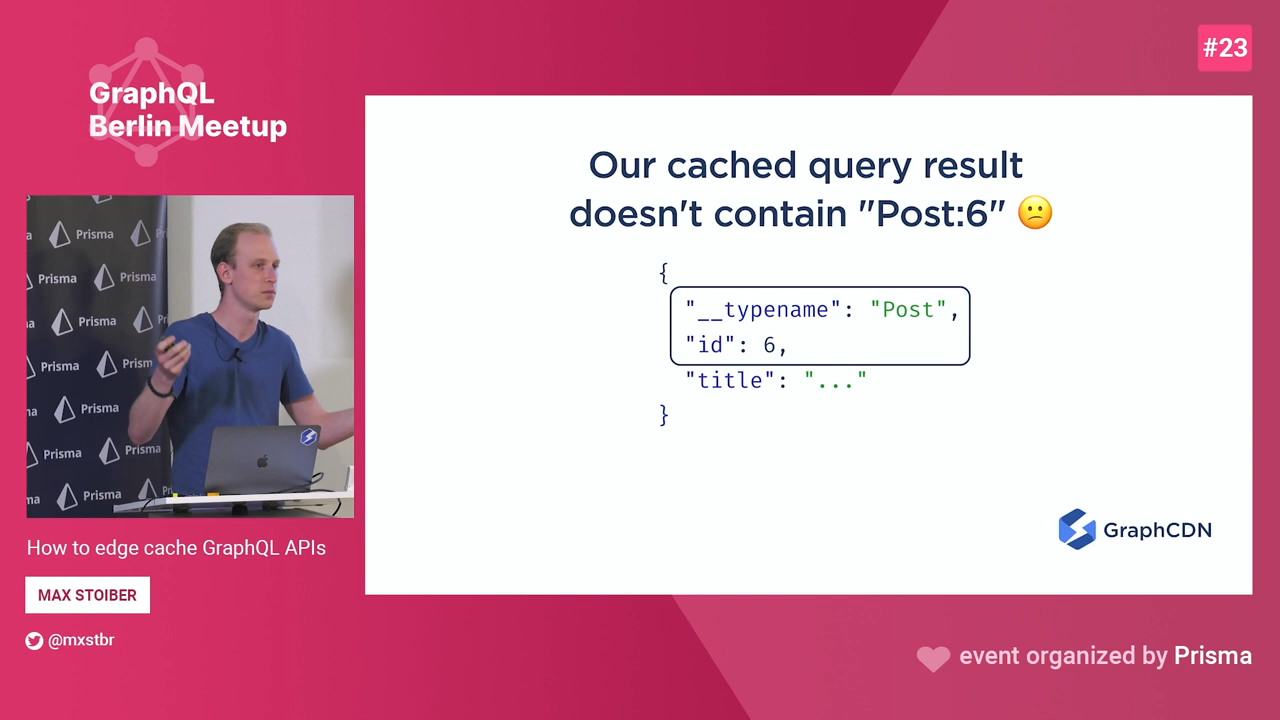 #23
GraphQL
Berlin Meetup
Our cached query result
doesn't contain "Post:6" 😕
{
"__typename": "Post",
"id": 6,
"title": "..."
}
GraphCDN
Prisma
Prisma
Prisma
Prisma
Prisma
Prisma
Prisma
Prisma
Prisma
Prisma
How to edge cache GraphQL APIs
MAX STOIBER
@mxstbr
event organized by Prisma